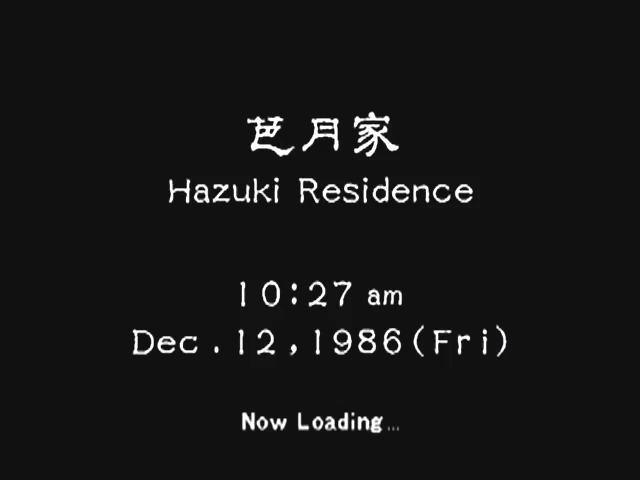 芭月家
Hazuki Residence
10:27 am
Dec.12,1986(Fri)
Now Loading...